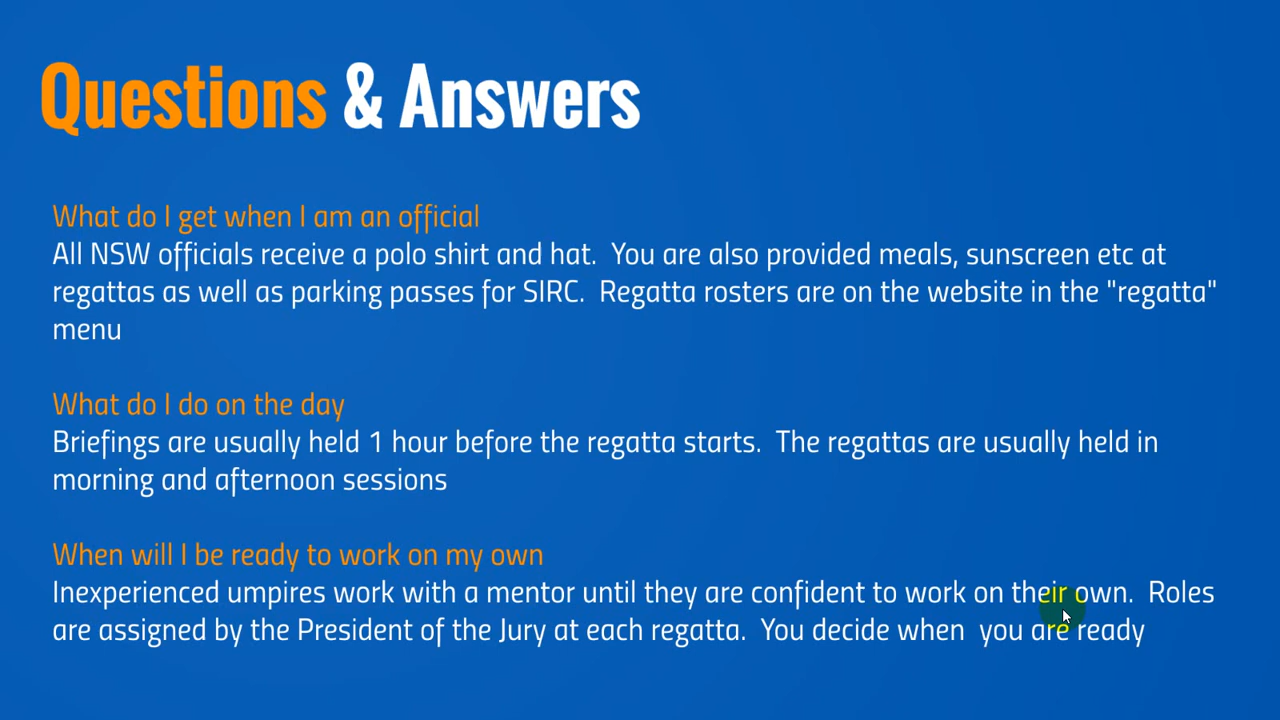 Questions & Answers
What do I get when I am an official
All NSW officials receive a polo shirt and hat.  You are also provided meals, sunscreen etc at
regattas as well as parking passes for SIRC.  Regatta rosters are on the website in the "regatta"
menu
What do I do on the day
Briefings are usually held 1 hour before the regatta starts.  The regattas are usually held in
morning and afternoon sessions
When will I be ready to work on my own
Inexperienced umpires work with a mentor until they are confident to work on their own.  Roles
are assigned by the President of the Jury at each regatta.  You decide when  you are ready